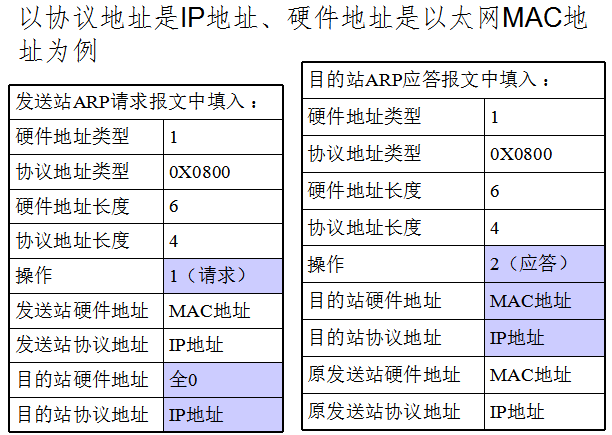 以协议地址是IP地址、硬件地址是以太网MAC地
址为例
发送站ARP请求报文中填入：
硬件地址类型 1
协议地址类型 0X0800
硬件地址长度 6
协议地址长度 4
操作 1（请求）
发送站硬件地址 MAC地址
发送站协议地址 IP地址
目的站硬件地址 全0
目的站协议地址 IP地址
目的站ARP应答报文中填入：
硬件地址类型 1
协议地址类型 0X0800
硬件地址长度 6
协议地址长度 4
操作 2（应答）
目的站硬件地址 MAC地址
目的站协议地址 IP地址
原发送站硬件地址 MAC地址
原发送站协议地址 IP地址